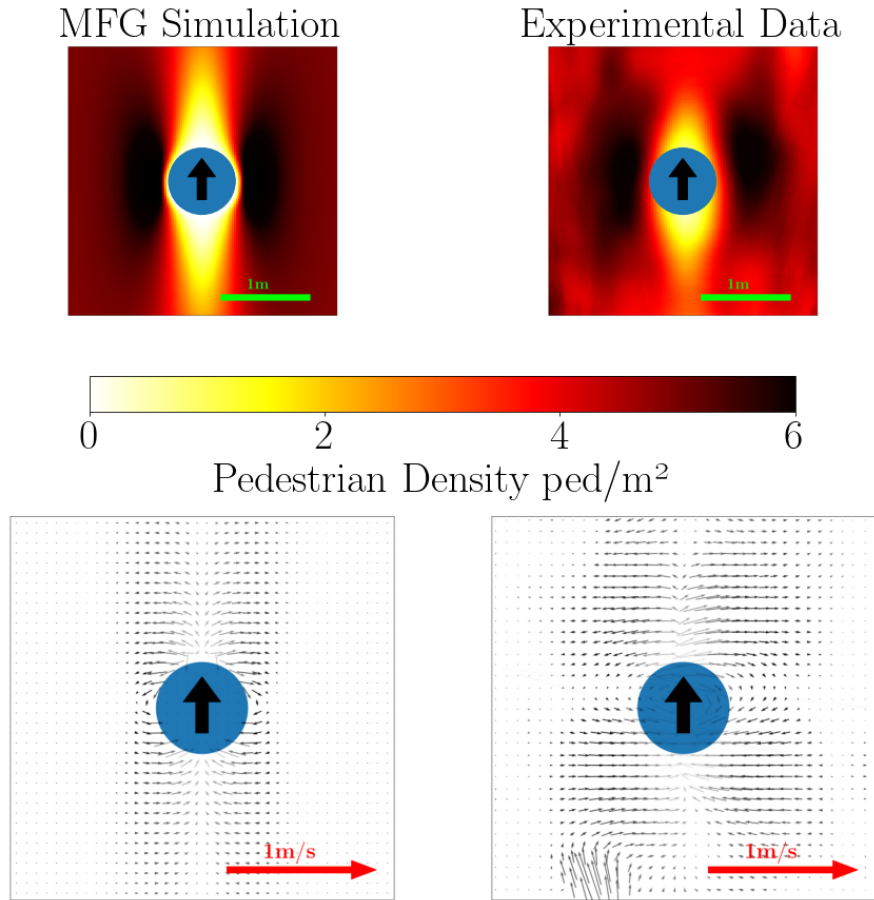 MFG Simulation
Experimental Data
1m
1m
0 2 4 6
Pedestrian Density ped/m²
1m/s
1m/s